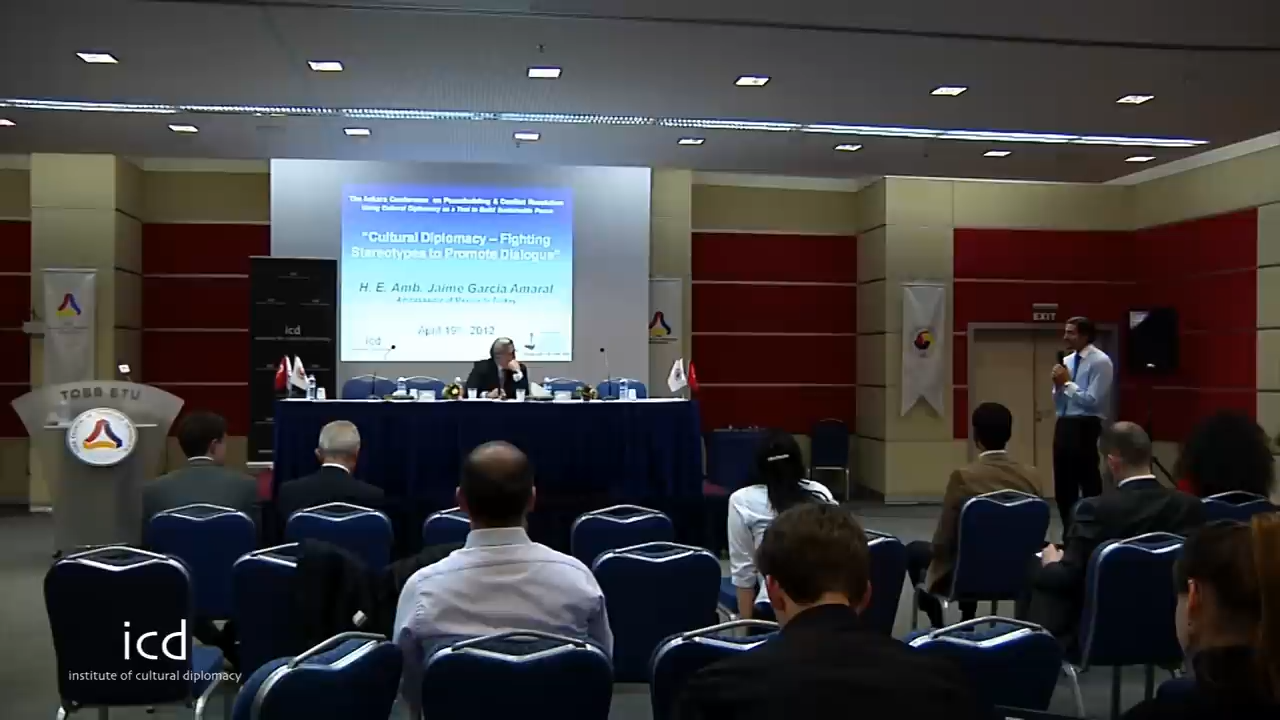 The Ankara Conference on Peacebuilding & Conflict Resolution
Using Cultural Diplomacy as a Tool to Build Sustainable Peace
"Cultural Diplomacy – Fighting
Stereotypes to Promote Dialogue"
H. E. Amb. Jaime García Amaral
Ambassador of Mexico to Turkey
April 19th, 2012
icd
icd
EXIT
TOBB ETU
icd
institute of cultural diplomacy